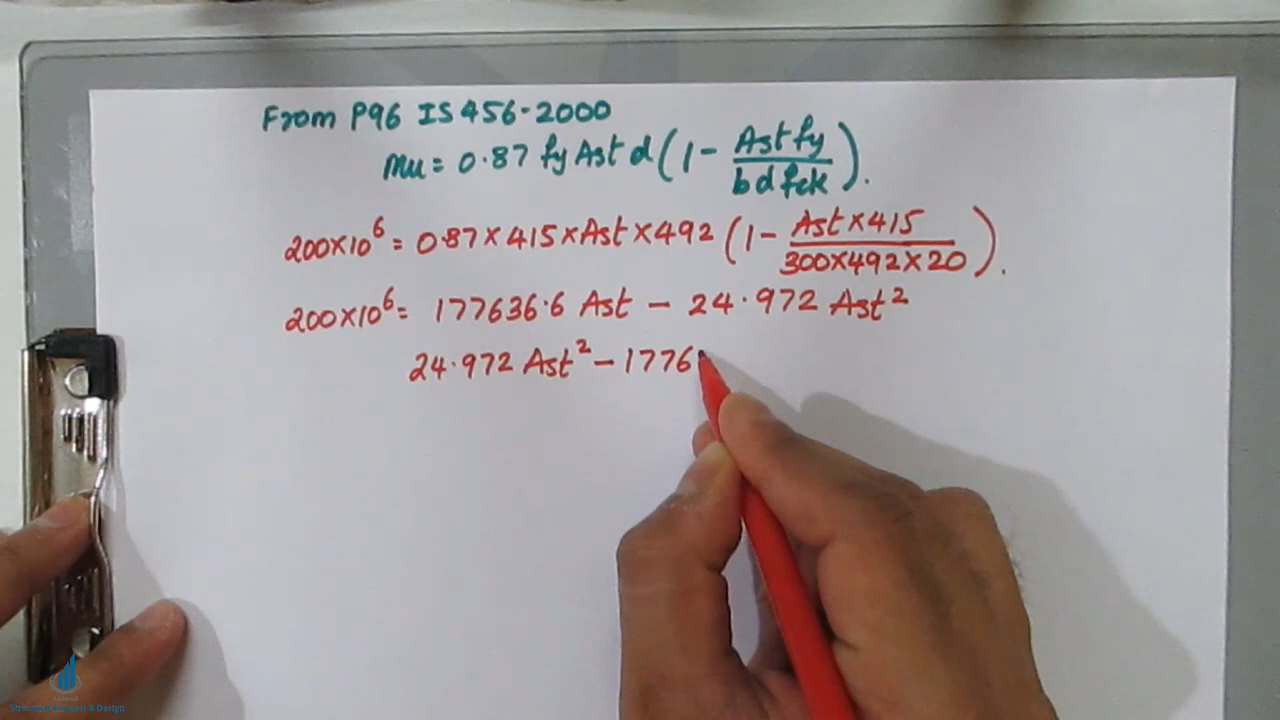 From P96 IS 456-2000
Mu = 0.87 fy Ast d (1 - Ast fy / bd fck).
200×10⁶ = 0.87 × 415 × Ast × 492 (1 - Ast × 415 / 300×492×20).
200×10⁶ = 177636.6 Ast - 24.972 Ast²
24.972 Ast² - 1776